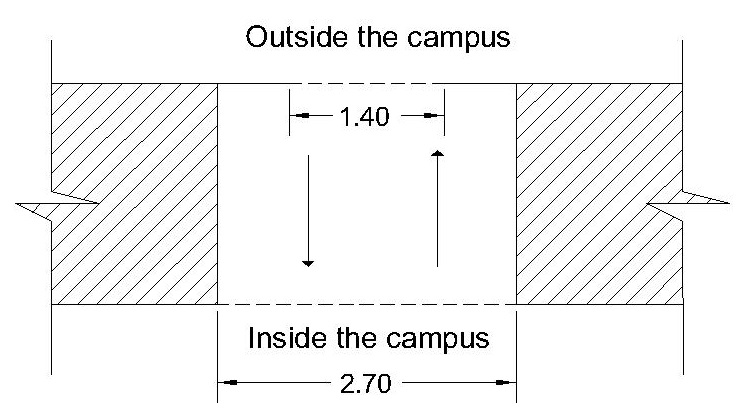 Outside the campus
1.40
Inside the campus
2.70